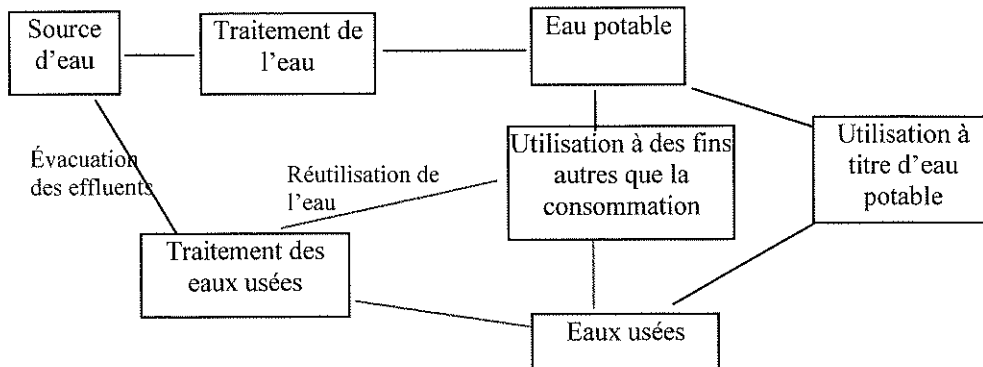 Source
d'eau
Traitement de
l'eau
Eau potable
Évacuation
des effluents
Réutilisation de
l'eau
Utilisation à des fins
autres que la
consommation
Utilisation à
titre d'eau
potable
Traitement des
eaux usées
Eaux usées